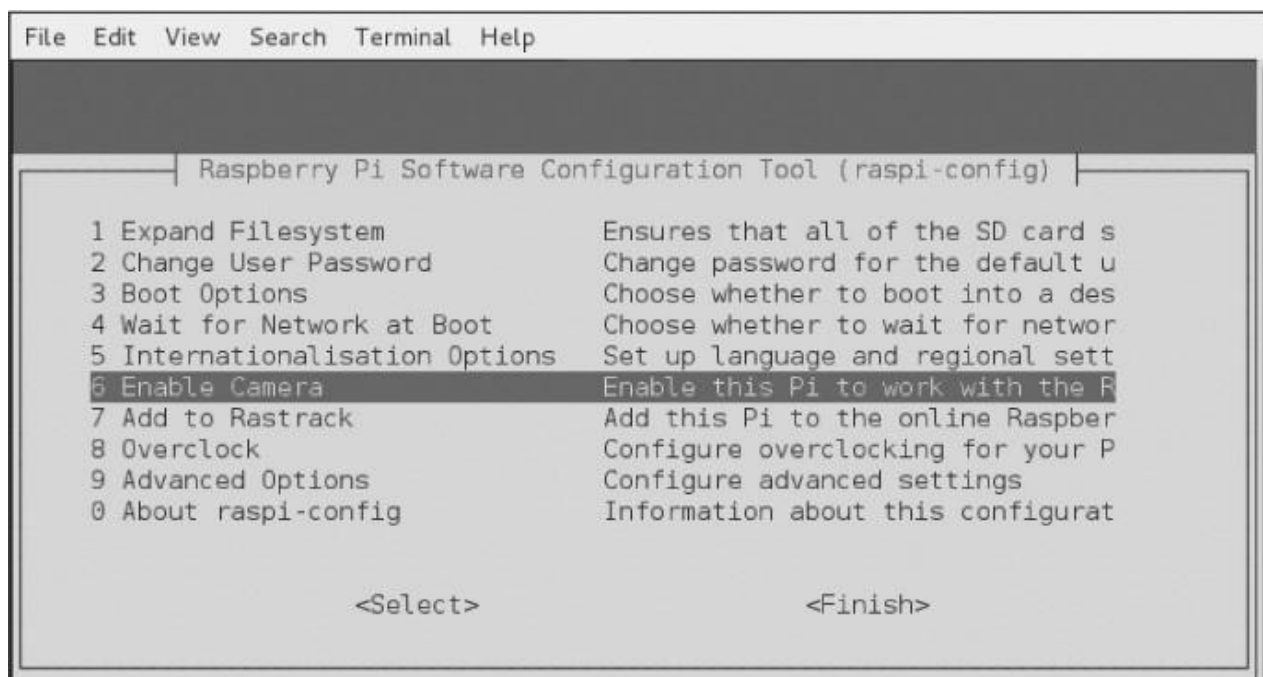 File Edit View Search Terminal Help
Raspberry Pi Software Configuration Tool (raspi-config)
1 Expand Filesystem Ensures that all of the SD card s
2 Change User Password Change password for the default u
3 Boot Options Choose whether to boot into a des
4 Wait for Network at Boot Choose whether to wait for networ
5 Internationalisation Options Set up language and regional sett
6 Enable Camera Enable this Pi to work with the R
7 Add to Rastrack Add this Pi to the online Raspber
8 Overclock Configure overclocking for your P
9 Advanced Options Configure advanced settings
0 About raspi-config Information about this configurat
<Select> <Finish>